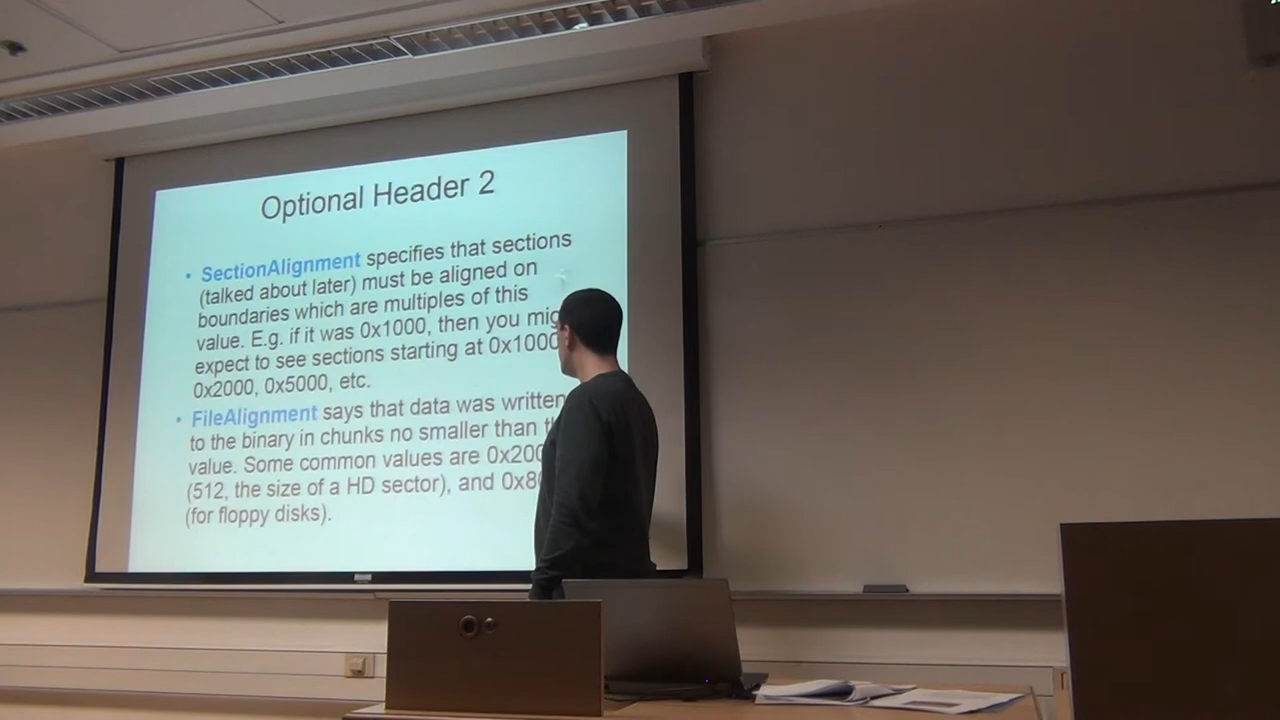 Optional Header 2
• SectionAlignment specifies that sections
(talked about later) must be aligned on
boundaries which are multiples of this
value. E.g. if it was 0x1000, then you mig
expect to see sections starting at 0x1000
0x2000, 0x5000, etc.
• FileAlignment says that data was written
to the binary in chunks no smaller than th
value. Some common values are 0x200
(512, the size of a HD sector), and 0x8
(for floppy disks).